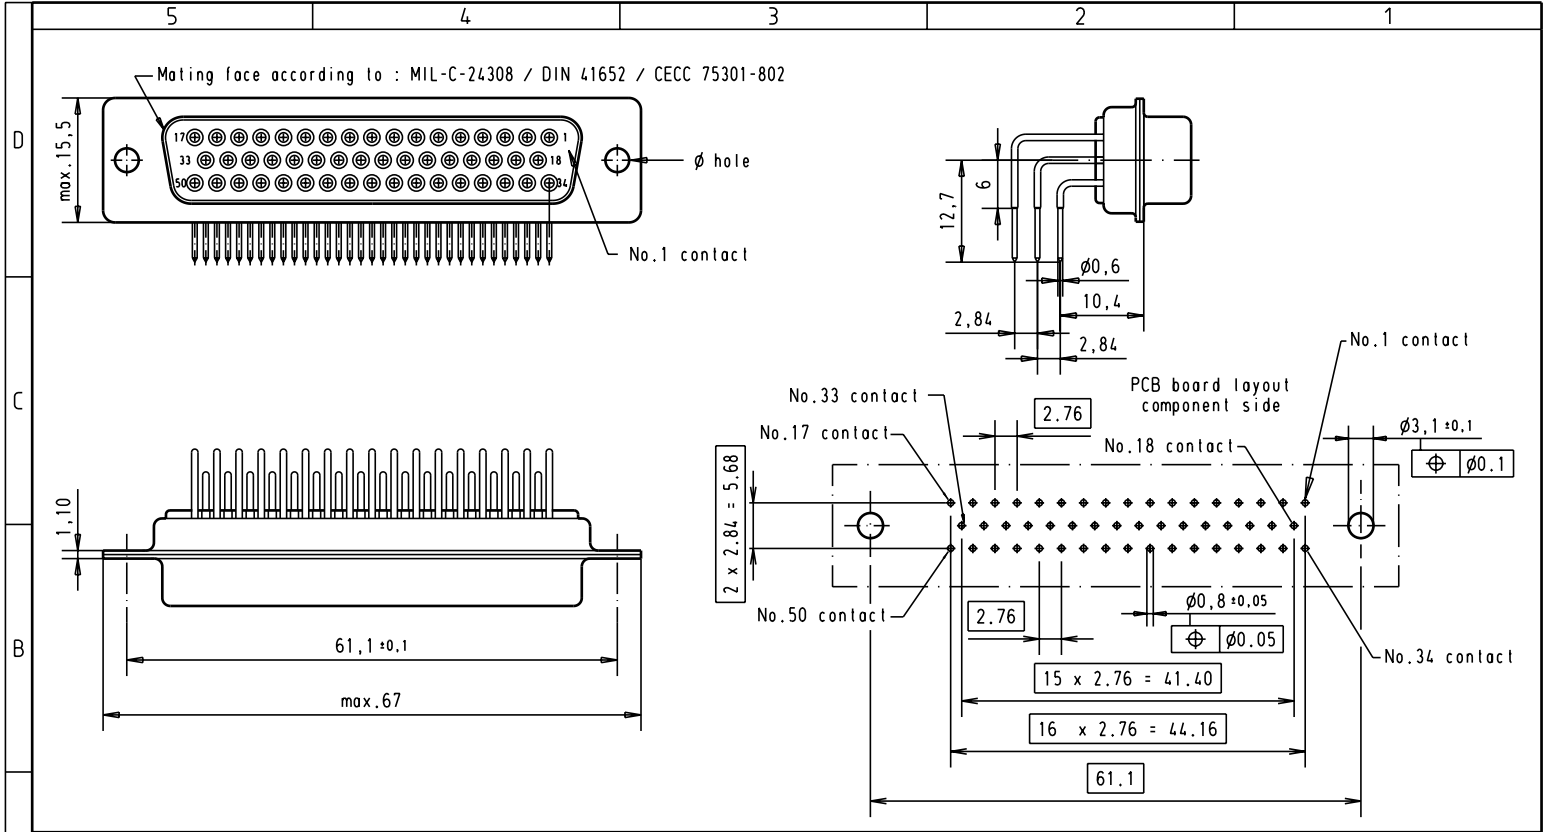 5 4 3 2 1
D
C
B
Mating face according to : MIL-C-24308 / DIN 41652 / CECC 75301-802
max.15,5
17 1
33 18
50 34
Ø hole
No.1 contact
12,7
6
Ø0,6
10,4
2,84
2,84
No.1 contact
PCB board layout
component side
No.33 contact
2.76
No.17 contact
No.18 contact
Ø3,1 ±0,1
Ø0.1
2 x 2.84 = 5.68
No.50 contact
2.76
Ø0,8 ±0,05
Ø0.05
No.34 contact
15 x 2.76 = 41.40
16 x 2.76 = 44.16
61.1
1,10
61,1 ±0,1
max.67